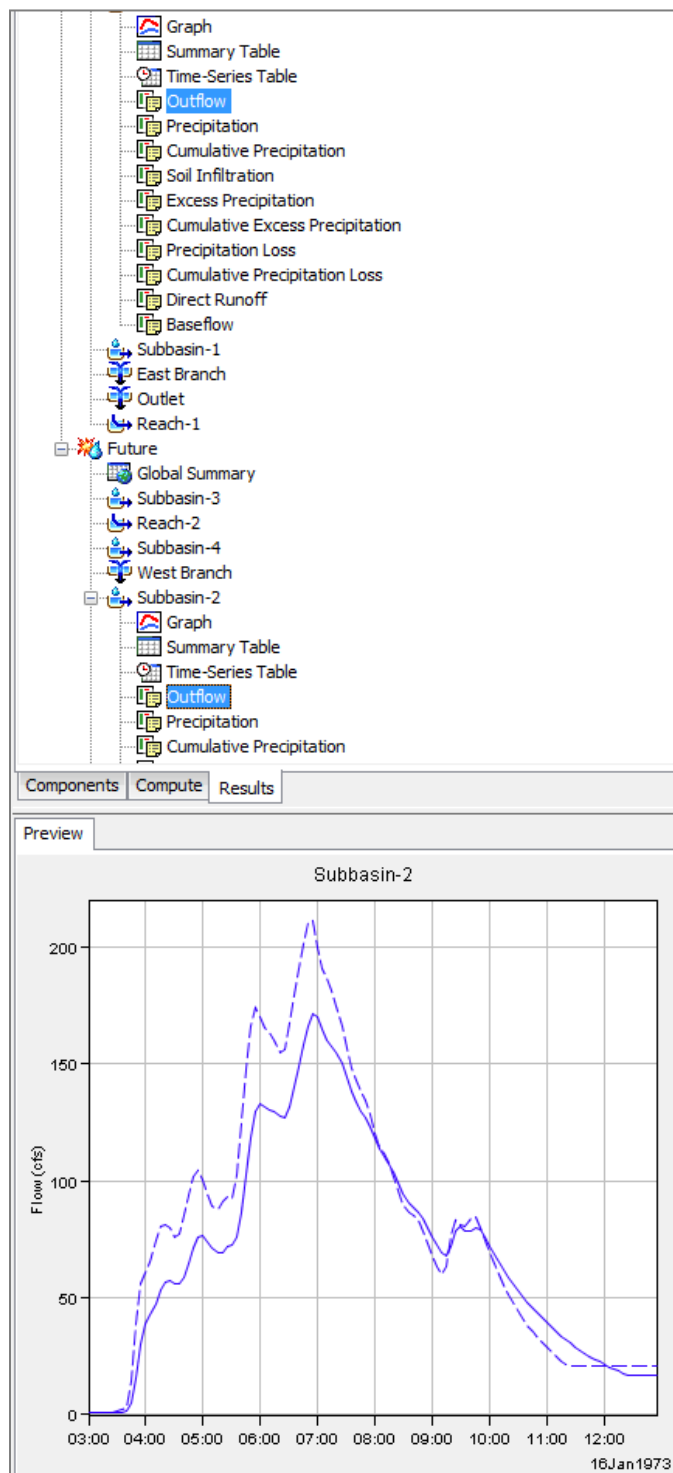 Graph
Summary Table
Time-Series Table
Outflow
Precipitation
Cumulative Precipitation
Soil Infiltration
Excess Precipitation
Cumulative Excess Precipitation
Precipitation Loss
Cumulative Precipitation Loss
Direct Runoff
Baseflow
Subbasin-1
East Branch
Outlet
Reach-1
Future
Global Summary
Subbasin-3
Reach-2
Subbasin-4
West Branch
Subbasin-2
Graph
Summary Table
Time-Series Table
Outflow
Precipitation
Cumulative Precipitation
Components Compute Results
Preview
Subbasin-2
200
150
100
50
0
Flow (cfs)
03:00 04:00 05:00 06:00 07:00 08:00 09:00 10:00 11:00 12:00
16Jan1973